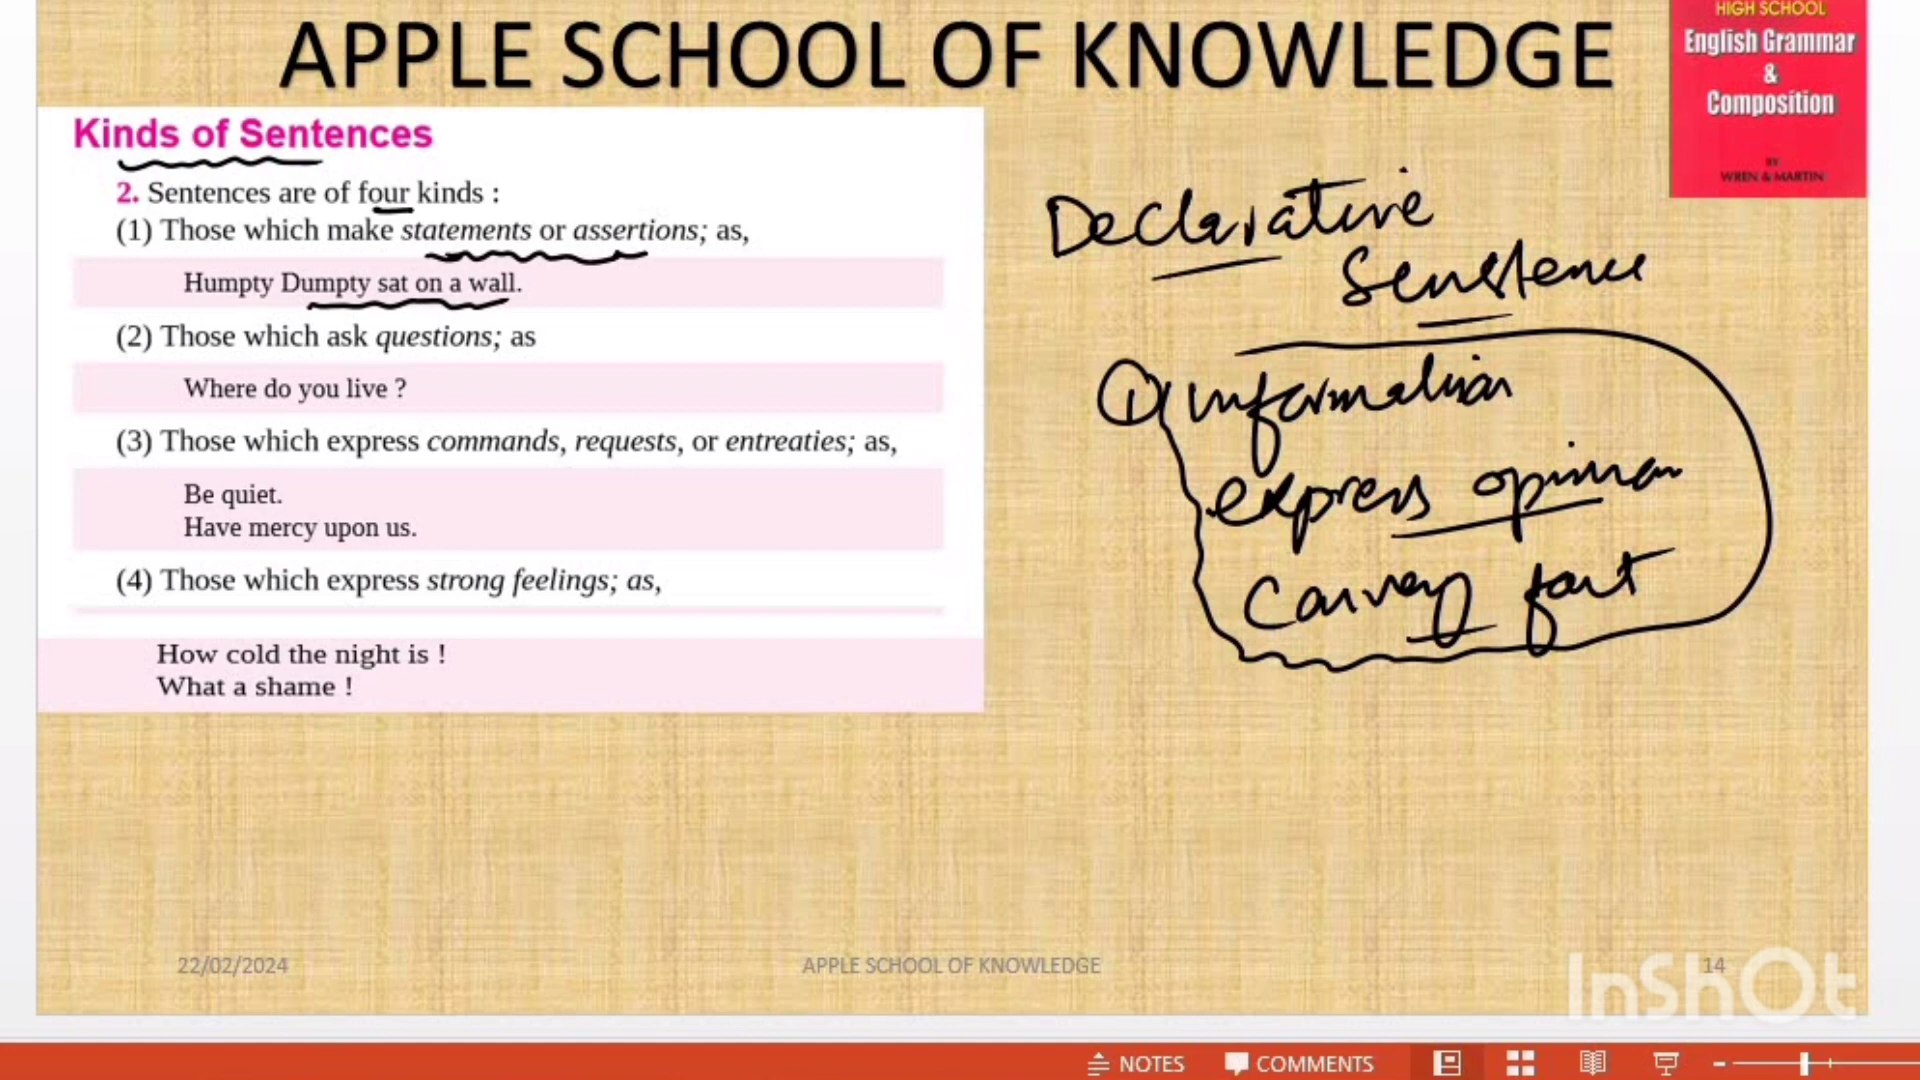 APPLE SCHOOL OF KNOWLEDGE
HIGH SCHOOL
English Grammar
&
Composition
BY
WREN & MARTIN
Kinds of Sentences
2. Sentences are of four kinds :
(1) Those which make statements or assertions; as,
Humpty Dumpty sat on a wall.
(2) Those which ask questions; as
Where do you live ?
(3) Those which express commands, requests, or entreaties; as,
Be quiet.
Have mercy upon us.
(4) Those which express strong feelings; as,
How cold the night is !
What a shame !
Declarative
Sentence
① information
express opinion
Convey fact
22/02/2024
APPLE SCHOOL OF KNOWLEDGE
14
InShOt
NOTES
COMMENTS